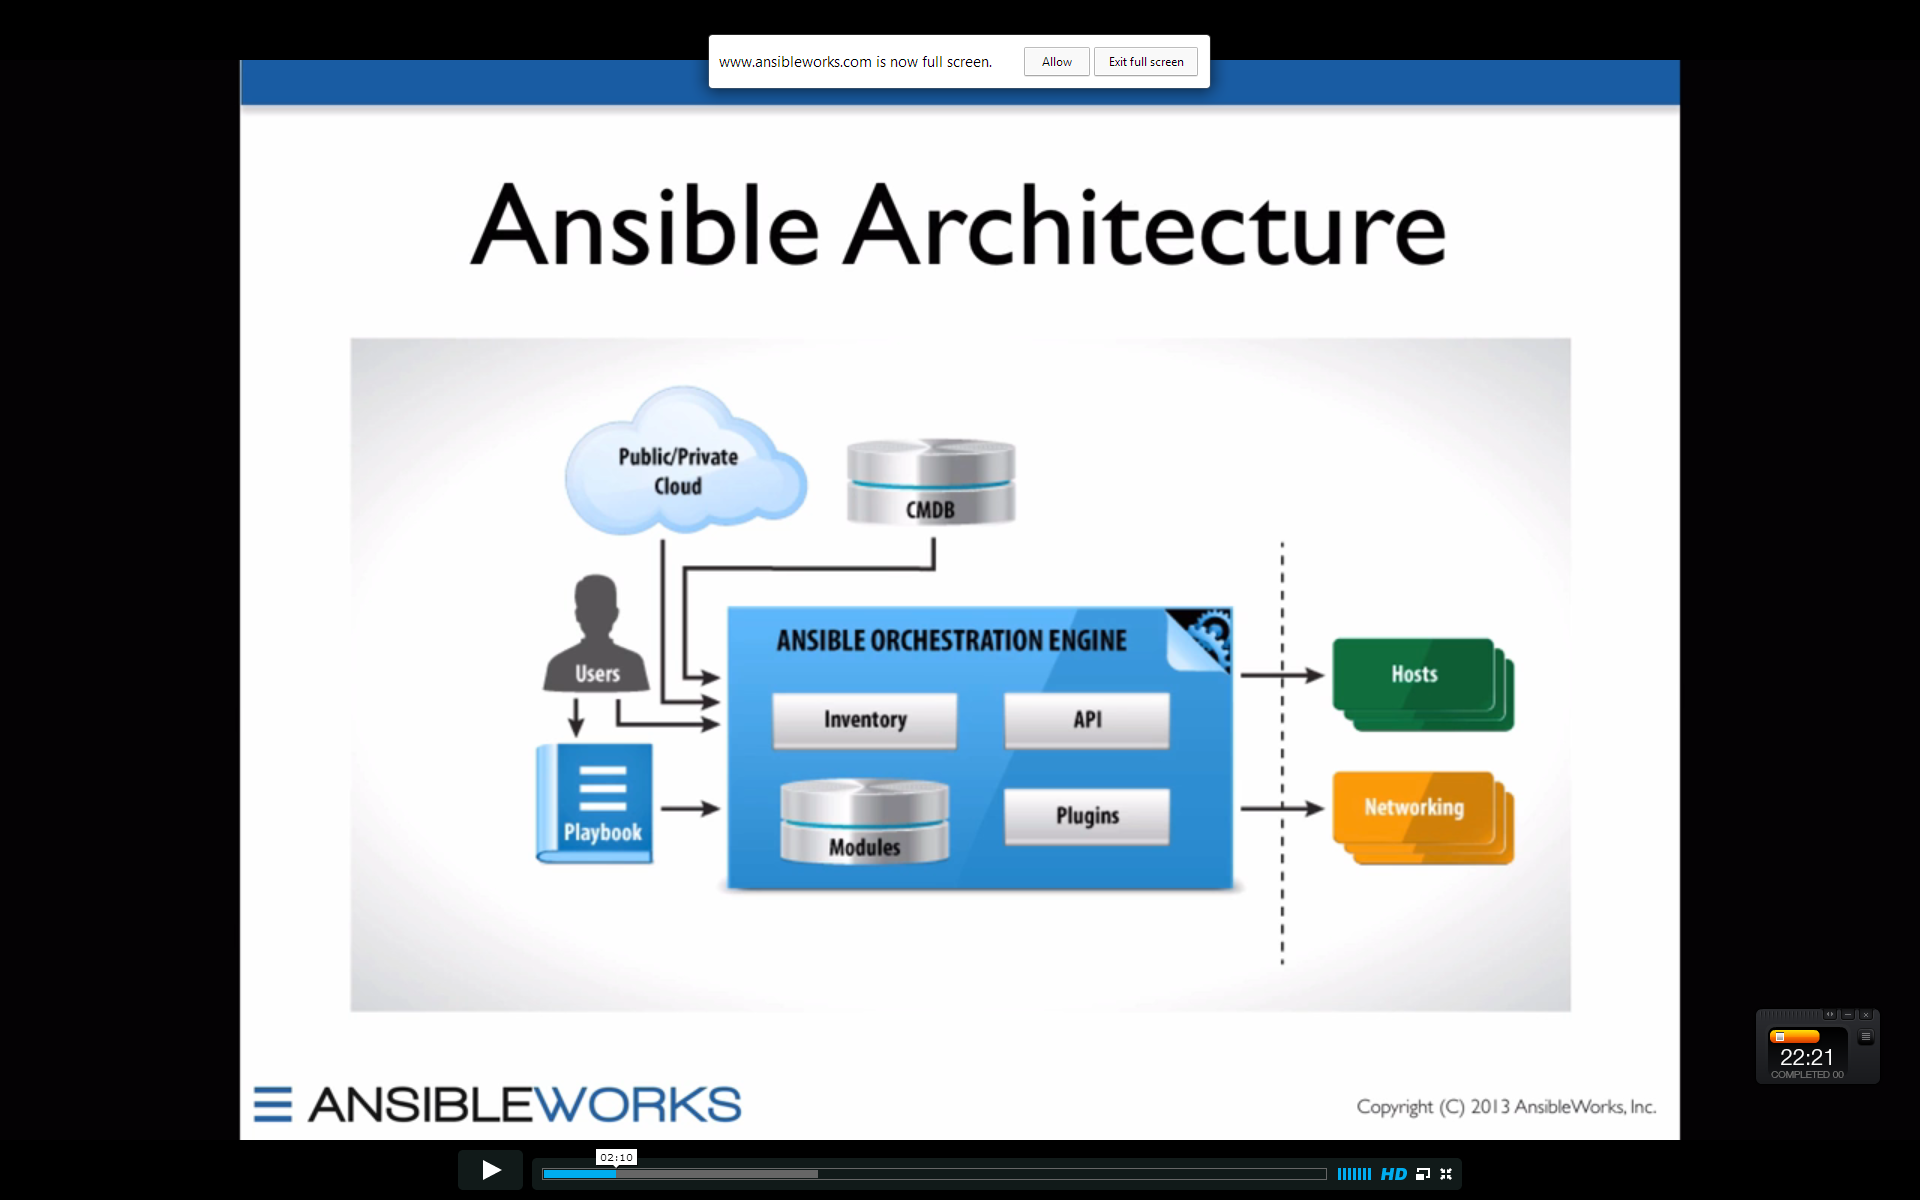 www.ansibleworks.com is now full screen.
Allow
Exit full screen
Ansible Architecture
Public/Private
Cloud
CMDB
Users
ANSIBLE ORCHESTRATION ENGINE
Inventory
API
Hosts
Playbook
Modules
Plugins
Networking
22:21
COMPLETED 00
ANSIBLEWORKS
Copyright (C) 2013 AnsibleWorks, Inc.
02:10
HD